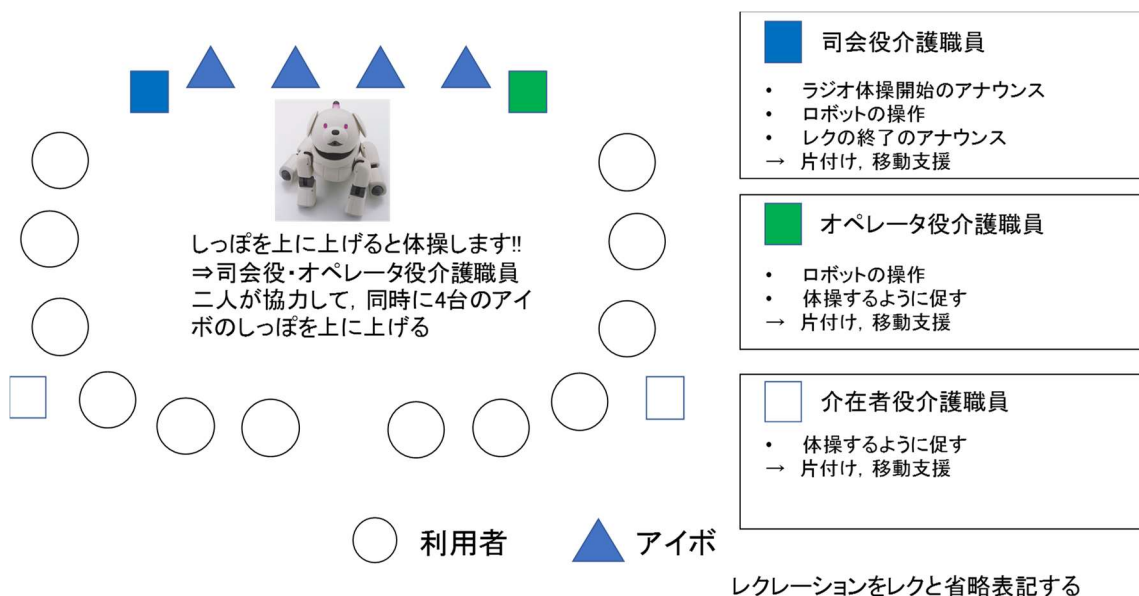 しっぽを上に上げると体操します!!
⇒司会役・オペレータ役介護職員
二人が協力して, 同時に4台のアイ
ボのしっぽを上に上げる
利用者
アイボ
司会役介護職員
• ラジオ体操開始のアナウンス
• ロボットの操作
• レクの終了のアナウンス
→ 片付け, 移動支援
オペレータ役介護職員
• ロボットの操作
• 体操するように促す
→ 片付け, 移動支援
介在者役介護職員
• 体操するように促す
→ 片付け, 移動支援
レクレーションをレクと省略表記する